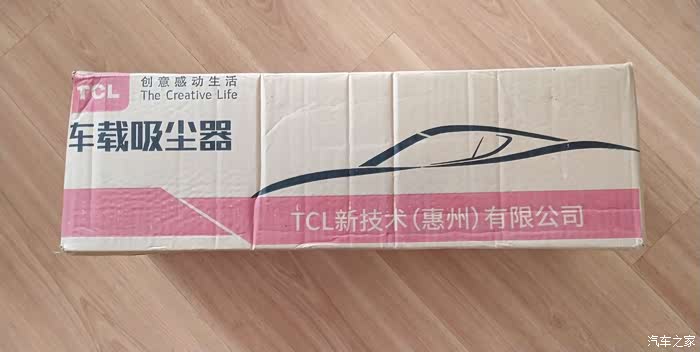 TCL
创意感动生活
The Creative Life
车载吸尘器
TCL新技术(惠州)有限公司
汽车之家